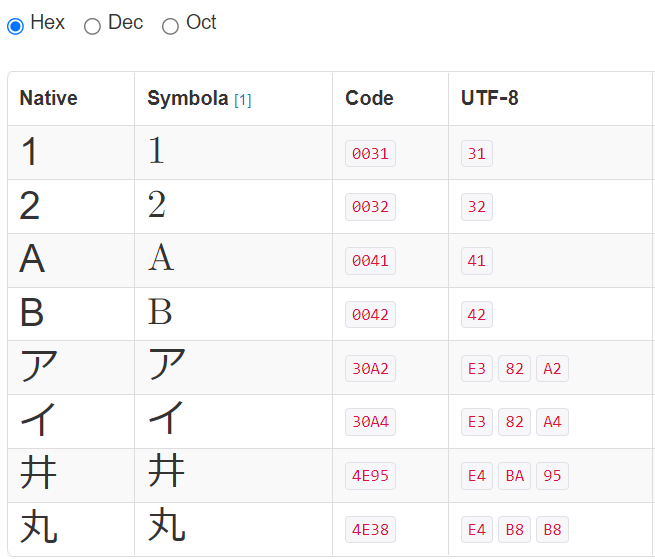 Hex Dec Oct
Native Symbola [1] Code UTF-8
1 1 0031 31
2 2 0032 32
A A 0041 41
B B 0042 42
ア ア 30A2 E3 82 A2
イ イ 30A4 E3 82 A4
井 井 4E95 E4 BA 95
丸 丸 4E38 E4 B8 B8